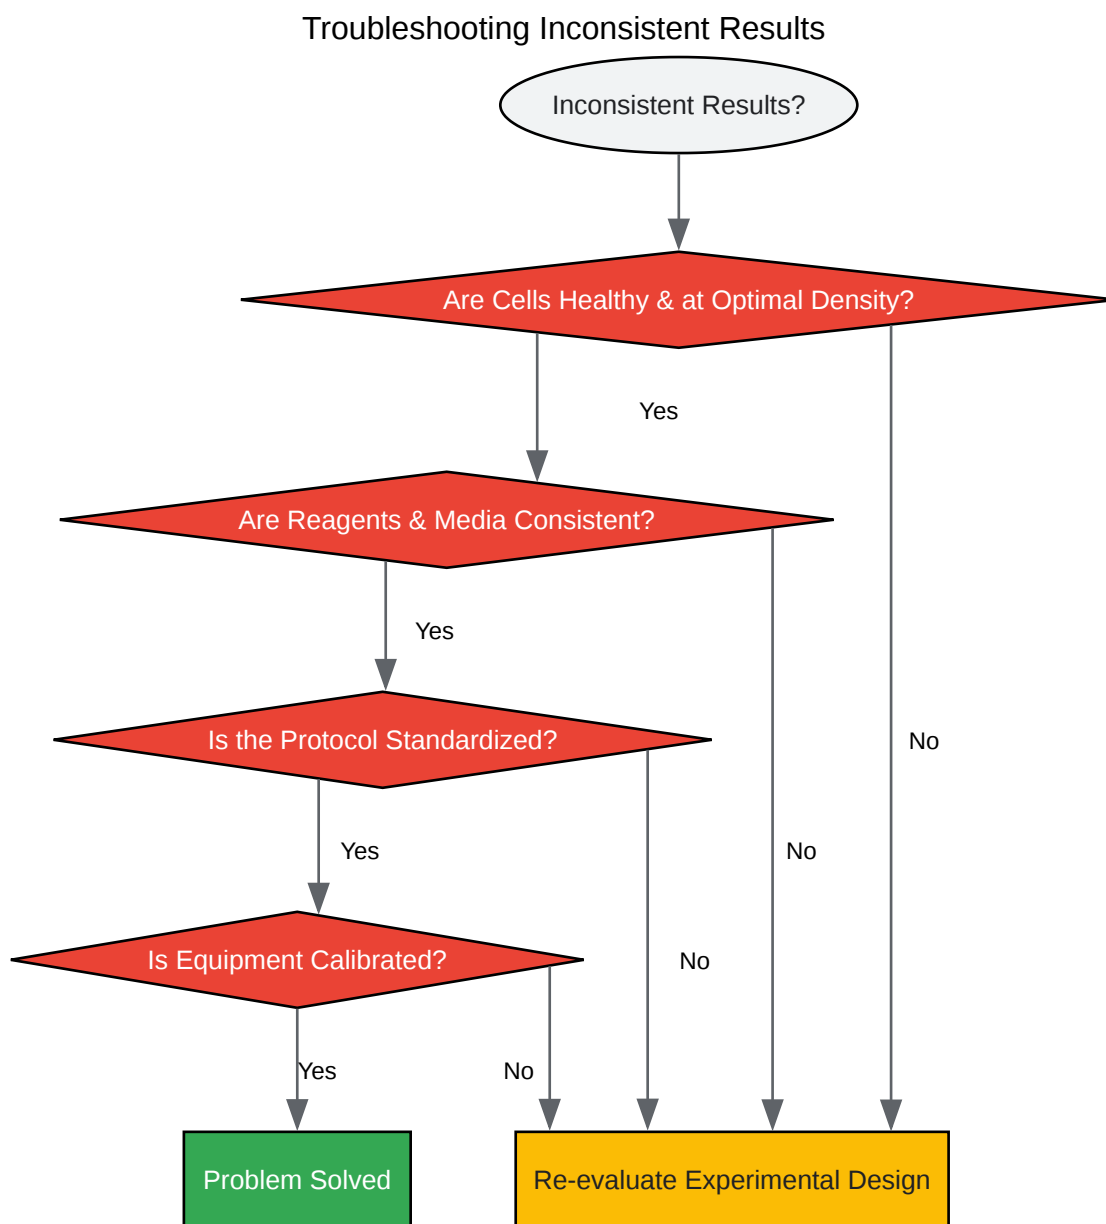 Troubleshooting Inconsistent Results
Inconsistent Results?
Are Cells Healthy & at Optimal Density?
Yes
Are Reagents & Media Consistent?
Yes
Is the Protocol Standardized?
No
Yes
No
Is Equipment Calibrated?
No
Yes
No
Problem Solved
Re-evaluate Experimental Design